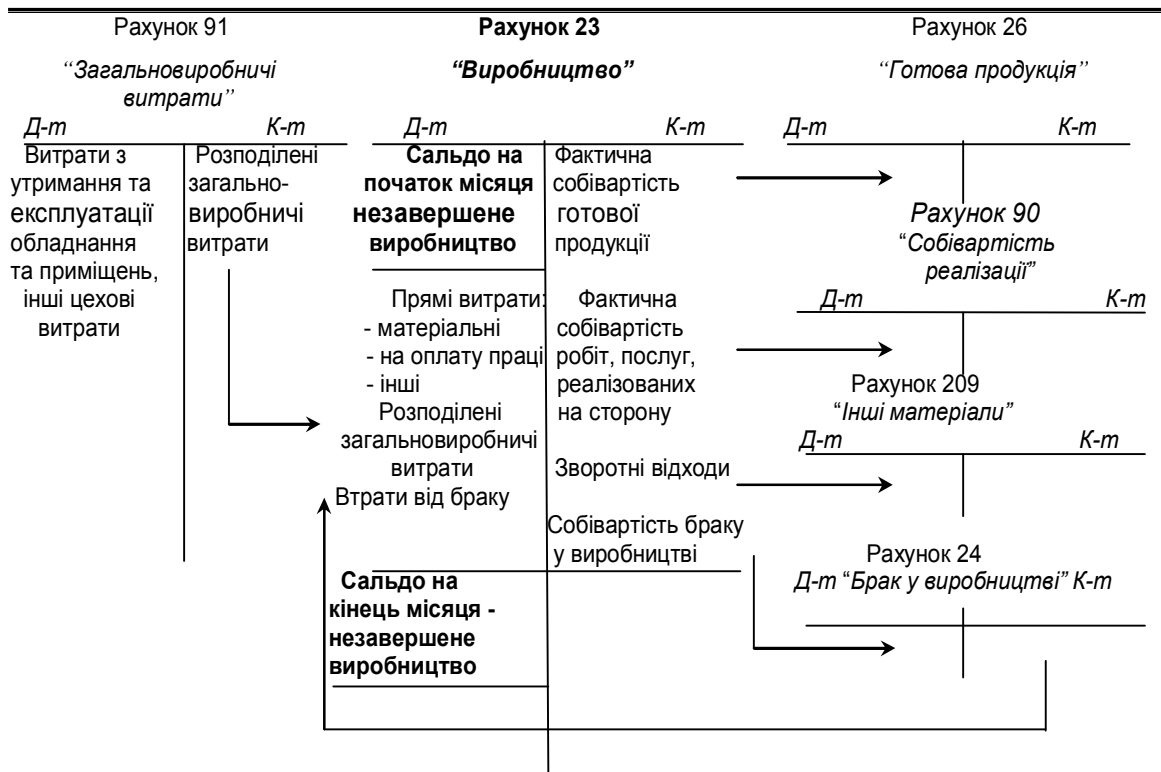 Рахунок 91
“Загальновиробничі
витрати”
Д-т К-т
Витрати з
утримання та
експлуатації
обладнання
та приміщень,
інші цехові
витрати
Розподілені
загально-
виробничі
витрати
Рахунок 23
“Виробництво”
Д-т К-т
Сальдо на
початок місяця
незавершене
виробництво
Прямі витрати:
- матеріальні
- на оплату праці
- інші
Розподілені
загальновиробничі
витрати
Втрати від браку
Сальдо на
кінець місяця -
незавершене
виробництво
Фактична
собівартість
готової
продукції
Фактична
собівартість
робіт, послуг,
реалізованих
на сторону
Зворотні відходи
Собівартість браку
у виробництві
Рахунок 26
“Готова продукція”
Д-т К-т
Рахунок 90
“Собівартість
реалізації”
Д-т К-т
Рахунок 209
“Інші матеріали”
Д-т К-т
Рахунок 24
Д-т “Брак у виробництві” К-т